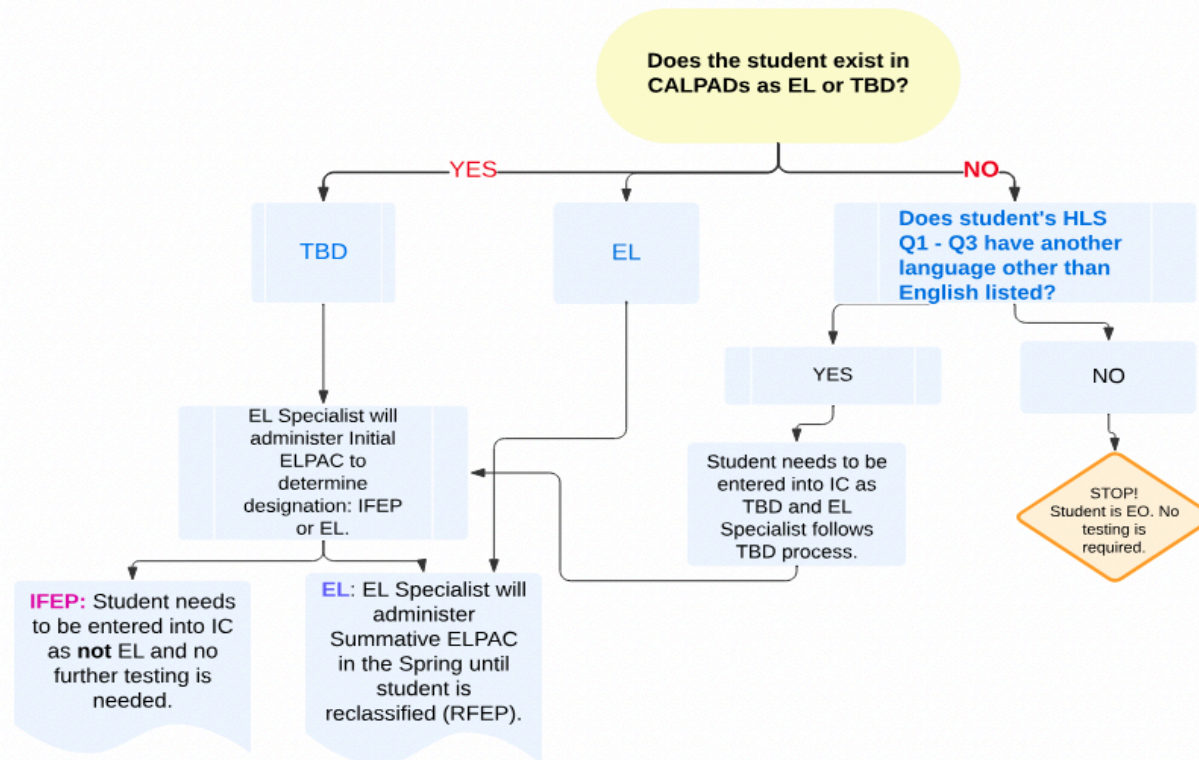 Does the student exist in
CALPADs as EL or TBD?
YES
NO
TBD
EL
Does student's HLS
Q1 - Q3 have another
language other than
English listed?
YES
NO
EL Specialist will
administer Initial
ELPAC to
determine
designation: IFEP
or EL.
Student needs to be
entered into IC as
TBD and EL
Specialist follows
TBD process.
STOP!
Student is EO. No
testing is
required.
IFEP: Student needs
to be entered into IC
as not EL and no
further testing is
needed.
EL: EL Specialist will
administer
Summative ELPAC
in the Spring until
student is
reclassified (RFEP).